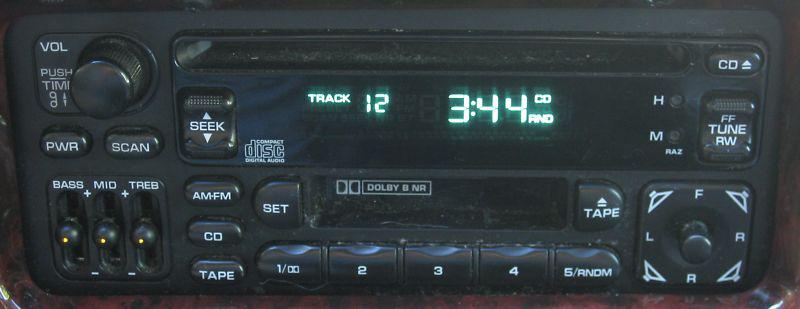 VOL
PUSH
TIME
PWR
SCAN
BASS MID TREB
+ +
- -
SEEK
COMPACT
disc
DIGITAL AUDIO
TRACK 12 3:44 CD
RND
CD
H
M
RAZ
FF
TUNE
RW
AM•FM
CD
TAPE
SET
DOLBY B NR
TAPE
1/
2
3
4
5/RNDM
F
L R
R